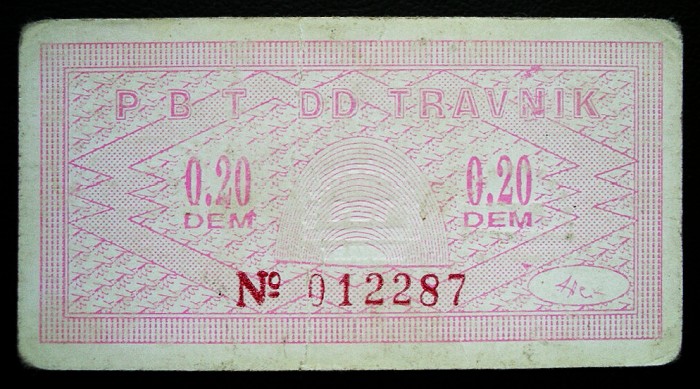 P B T - DD TRAVNIK
0.20 0.20
DEM DEM
Nº 012287